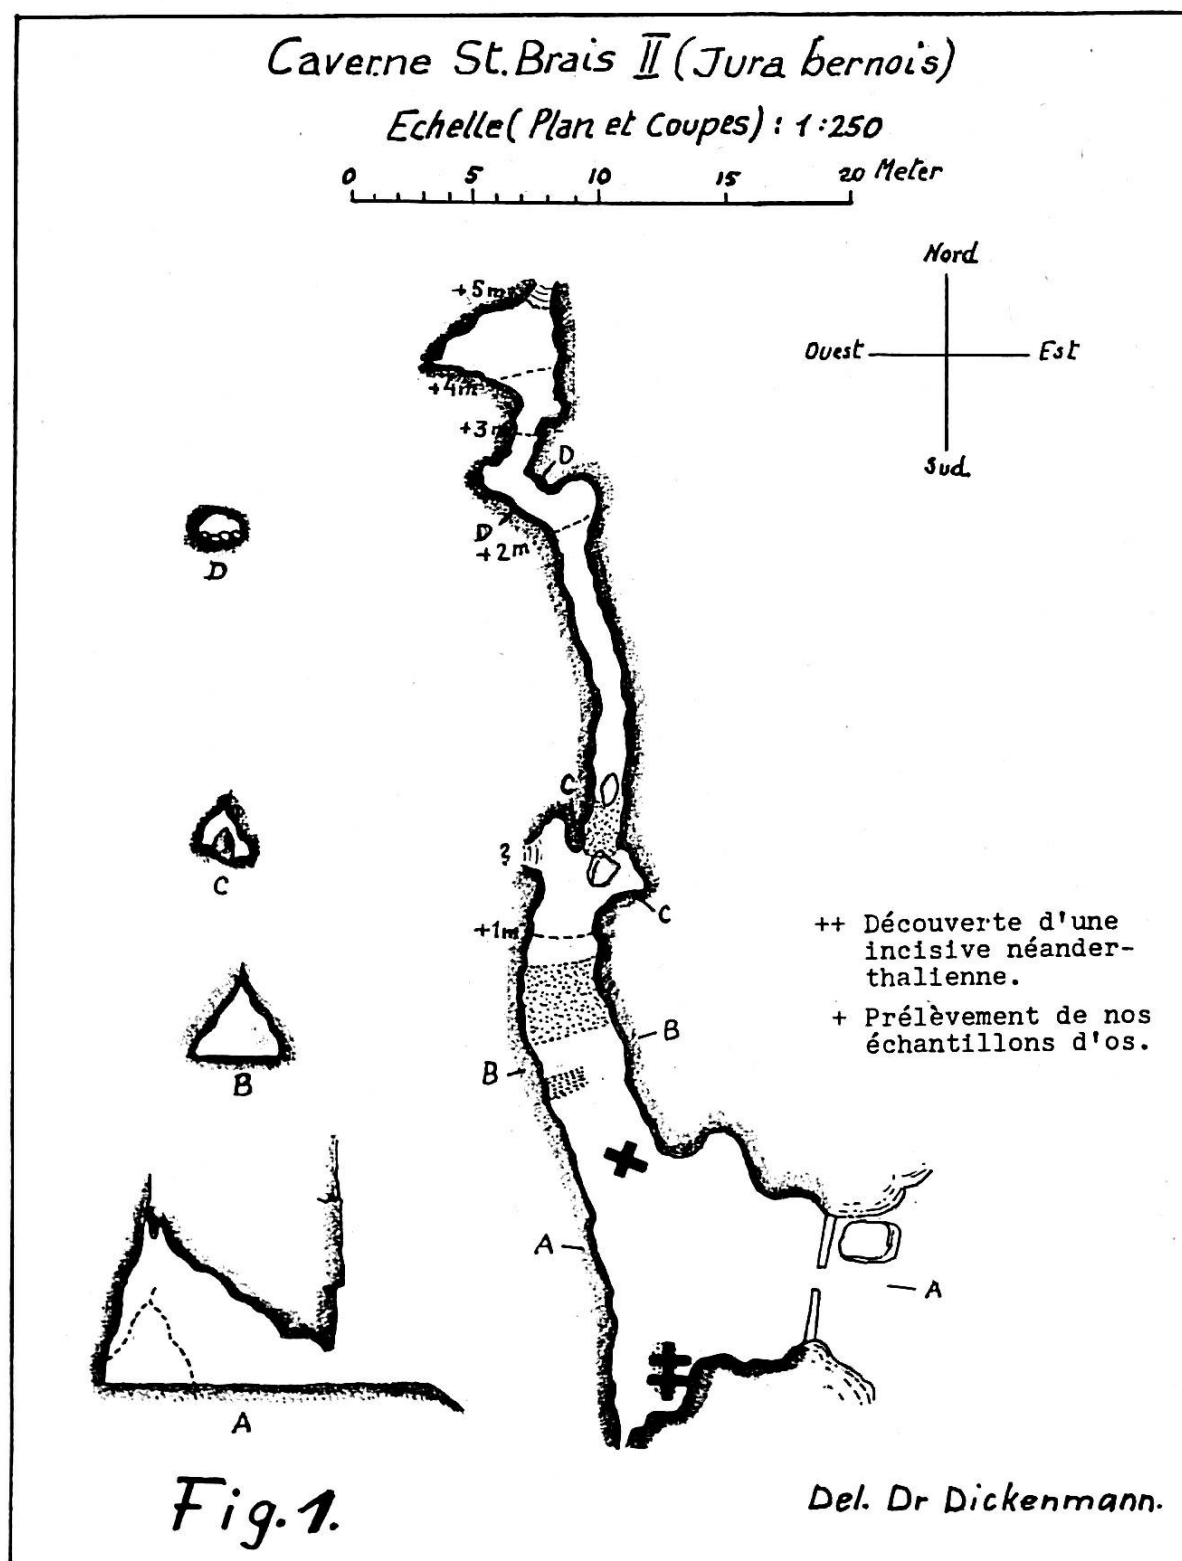 Caverne St. Brais II (Jura bernois)
Echelle (Plan et Coupes) : 1:250
0 5 10 15 20 Meter
Nord
Ouest Est
Sud.
+5m
+4m
+3m
D
D
+2m
D
C
?
C
C
+1m
++ Découverte d'une
incisive néander-
thalienne.
+ Prélèvement de nos
échantillons d'os.
B
B
B
A
A
A
Fig. 1.
Del. Dr Dickenmann.